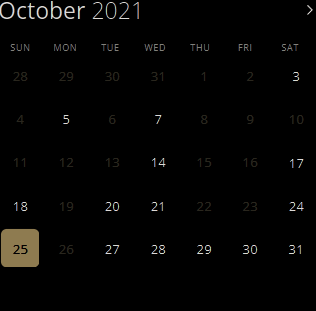 October 2021
SUN MON TUE WED THU FRI SAT
28 29 30 31 1 2 3
4 5 6 7 8 9 10
11 12 13 14 15 16 17
18 19 20 21 22 23 24
25 26 27 28 29 30 31